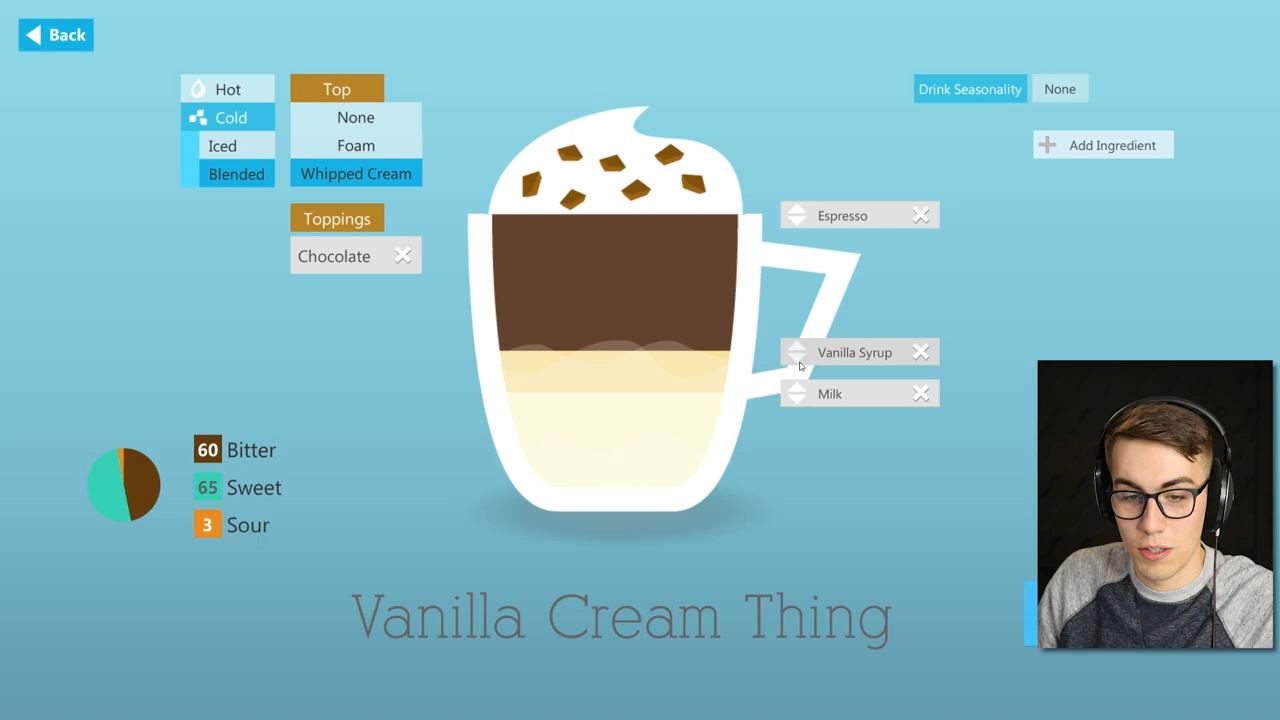 Back
Hot
Cold
Iced
Blended
Top
None
Foam
Whipped Cream
Toppings
Chocolate
Drink Seasonality None
Add Ingredient
Espresso
Vanilla Syrup
Milk
60 Bitter
65 Sweet
3 Sour
Vanilla Cream Thing